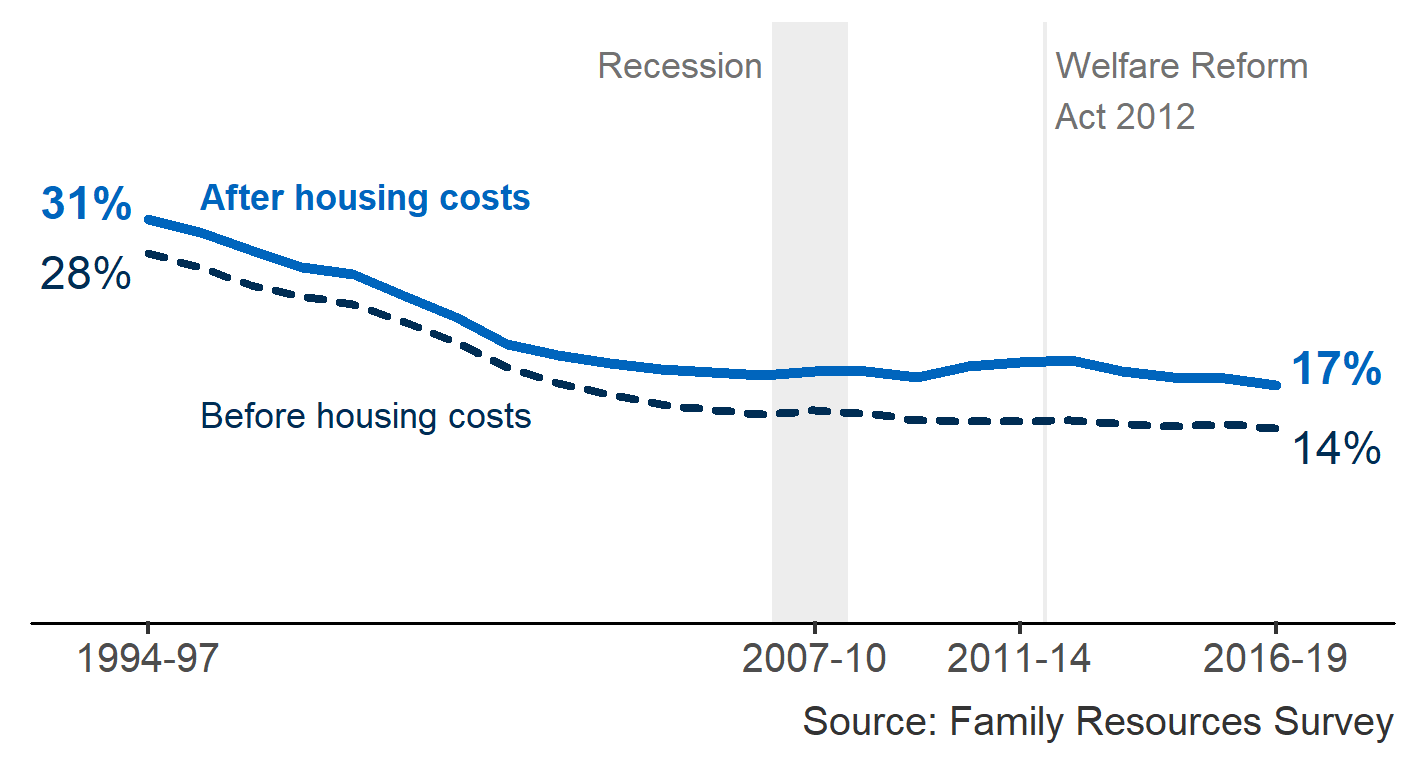 Recession
Welfare Reform
Act 2012
31%
After housing costs
28%
Before housing costs
17%
14%
1994-97
2007-10
2011-14
2016-19
Source: Family Resources Survey